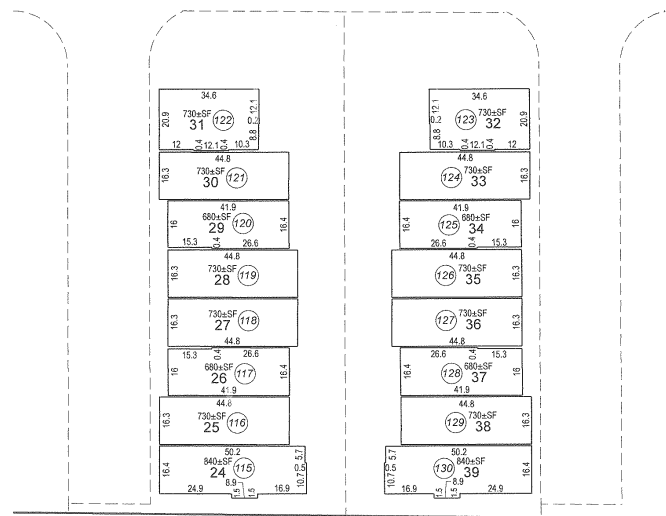 34.6
730±SF
31 122
20.9
12.1
0.2
8.8
12 0.4 12.1 0.4 10.3
44.8
730±SF
30 121
16.3
41.9
680±SF
29 120
16
16.4
15.3 0.4 26.6
44.8
730±SF
28 119
16.3
730±SF
27 118
16.3
44.8
15.3 0.4 26.6
680±SF
26 117
16
16.4
41.9
44.8
730±SF
25 116
16.3
50.2
840±SF
24 115
16.4
5.7
0.5
10.7
24.9 8.9 1.5 1.5 16.9
34.6
730±SF
123 32
12.1
0.2
8.8
20.9
10.3 0.4 12.1 0.4 12
44.8
730±SF
124 33
16.3
41.9
680±SF
125 34
16.4
16
26.6 0.4 15.3
44.8
730±SF
126 35
16.3
730±SF
127 36
16.3
44.8
26.6 0.4 15.3
680±SF
128 37
16.4
16
41.9
44.8
730±SF
129 38
16.3
50.2
840±SF
130 39
5.7
0.5
10.7
16.4
16.9 8.9 1.5 1.5 24.9